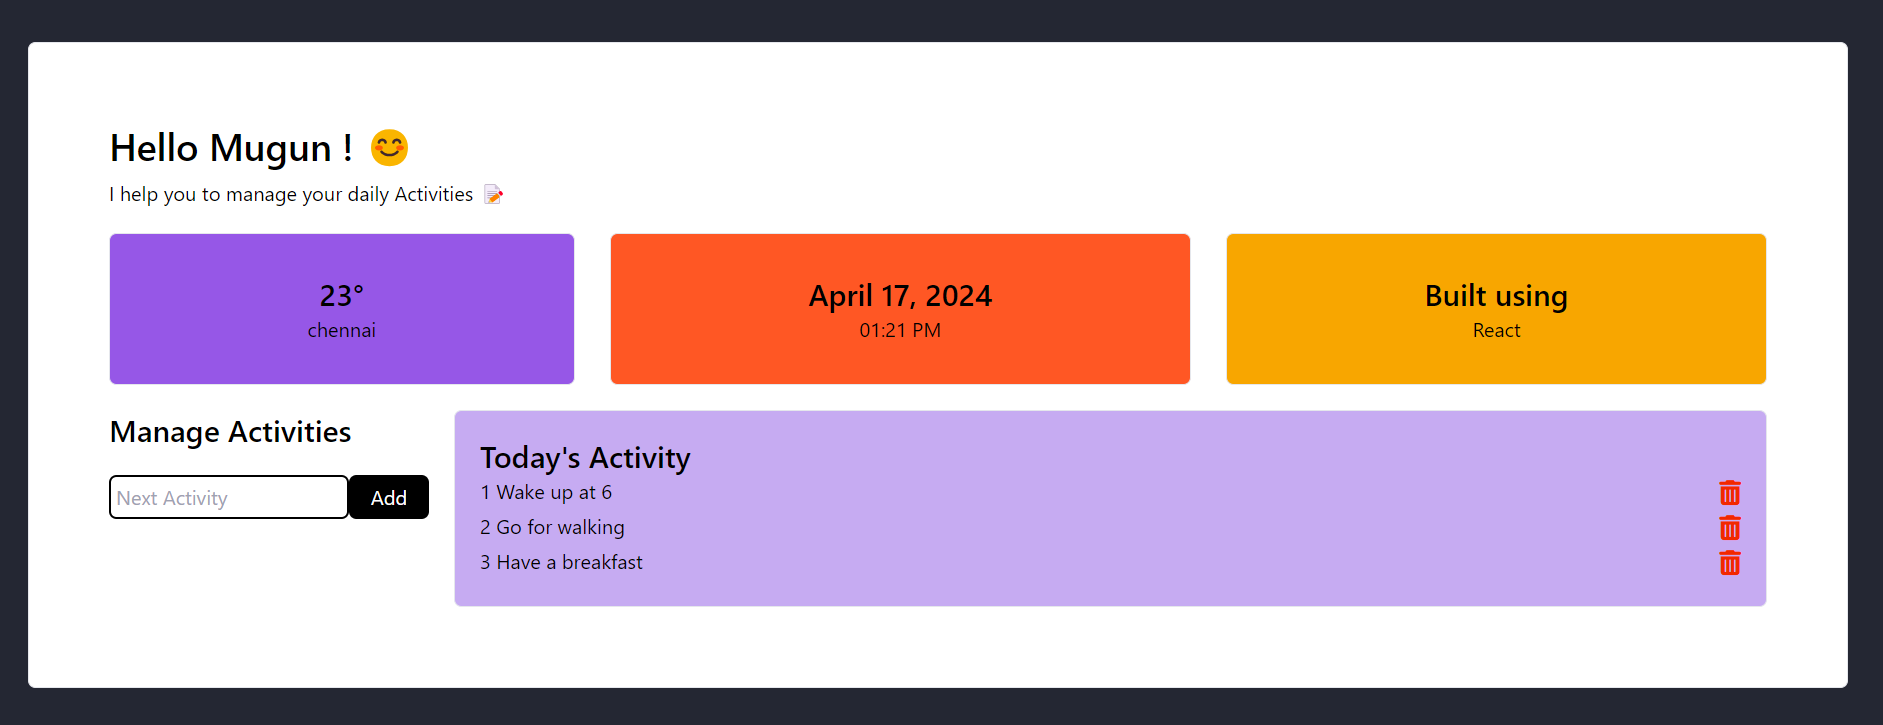 Hello Mugun ! 😊
I help you to manage your daily Activities 📝
23°
chennai
April 17, 2024
01:21 PM
Built using
React
Manage Activities
Next Activity
Add
Today's Activity
1 Wake up at 6
2 Go for walking
3 Have a breakfast